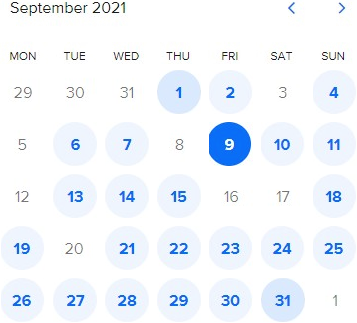 September 2021
MON TUE WED THU FRI SAT SUN
29 30 31 1 2 3 4
5 6 7 8 9 10 11
12 13 14 15 16 17 18
19 20 21 22 23 24 25
26 27 28 29 30 31 1